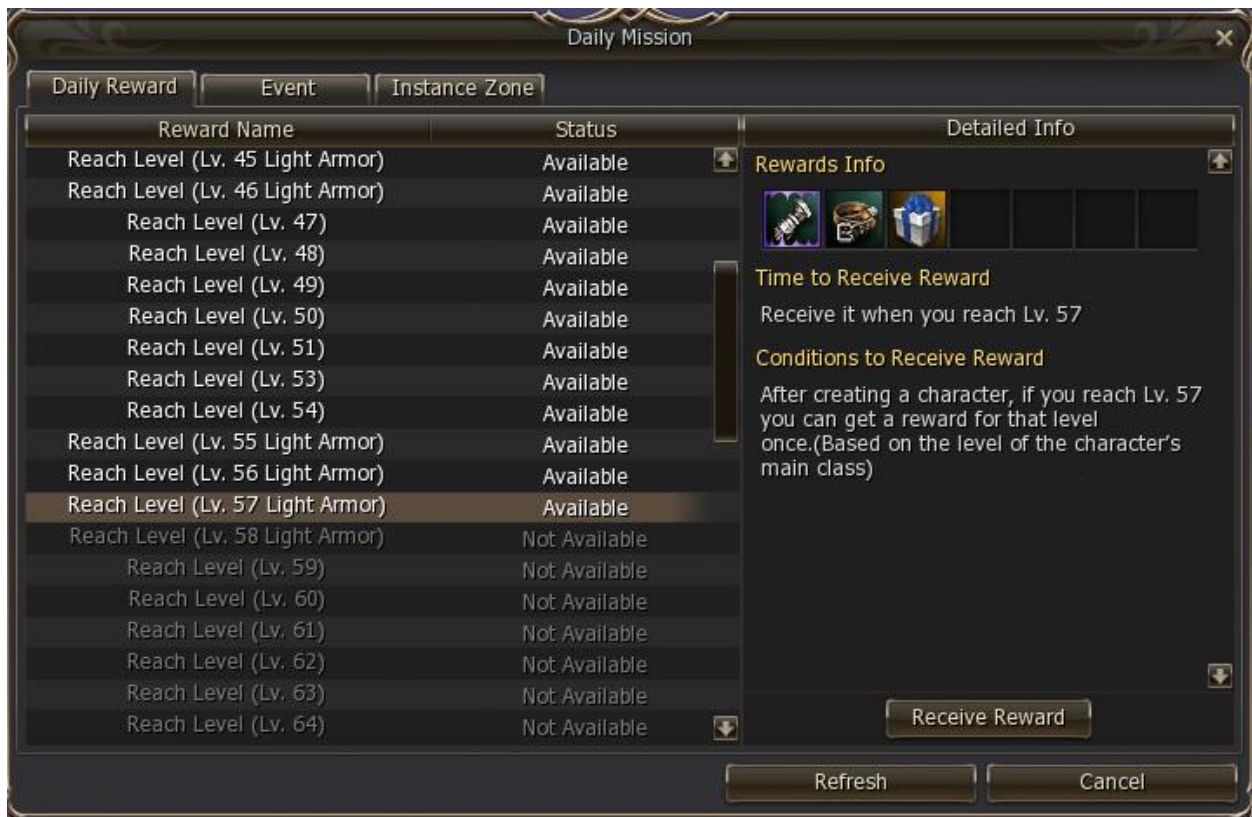 Daily Mission
Daily Reward Event Instance Zone
Reward Name Status Detailed Info
Reach Level (Lv. 45 Light Armor) Available
Reach Level (Lv. 46 Light Armor) Available
Reach Level (Lv. 47) Available
Reach Level (Lv. 48) Available
Reach Level (Lv. 49) Available
Reach Level (Lv. 50) Available
Reach Level (Lv. 51) Available
Reach Level (Lv. 53) Available
Reach Level (Lv. 54) Available
Reach Level (Lv. 55 Light Armor) Available
Reach Level (Lv. 56 Light Armor) Available
Reach Level (Lv. 57 Light Armor) Available
Reach Level (Lv. 58 Light Armor) Not Available
Reach Level (Lv. 59) Not Available
Reach Level (Lv. 60) Not Available
Reach Level (Lv. 61) Not Available
Reach Level (Lv. 62) Not Available
Reach Level (Lv. 63) Not Available
Reach Level (Lv. 64) Not Available
Rewards Info
Time to Receive Reward
Receive it when you reach Lv. 57
Conditions to Receive Reward
After creating a character, if you reach Lv. 57
you can get a reward for that level
once.(Based on the level of the character's
main class)
Receive Reward
Refresh Cancel